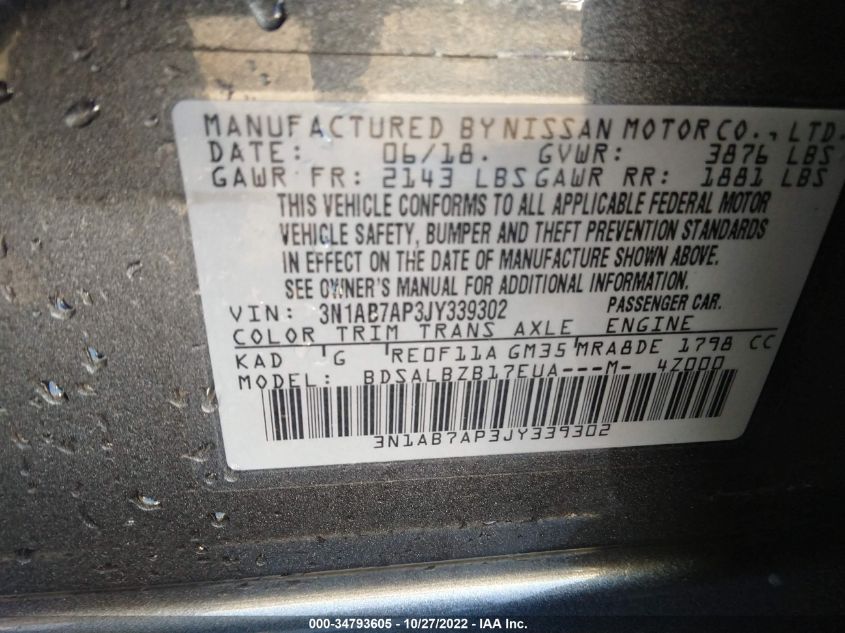 MANUFACTURED BY NISSAN MOTOR CO., LTD.
DATE: 06/18. GVWR: 3876 LBS
GAWR FR: 2143 LBS GAWR RR: 1881 LBS
THIS VEHICLE CONFORMS TO ALL APPLICABLE FEDERAL MOTOR
VEHICLE SAFETY, BUMPER AND THEFT PREVENTION STANDARDS
IN EFFECT ON THE DATE OF MANUFACTURE SHOWN ABOVE.
SEE OWNER'S MANUAL FOR ADDITIONAL INFORMATION.
VIN: 3N1AB7AP3JY339302 PASSENGER CAR.
COLOR TRIM TRANS AXLE ENGINE
KAD G RE0F11A GM35 MRA8DE 1798 CC
MODEL: BDSALBZB17EUA---M- 4Z000
3N1AB7AP3JY339302
000-34793605 - 10/27/2022 - ©IAA, Inc.